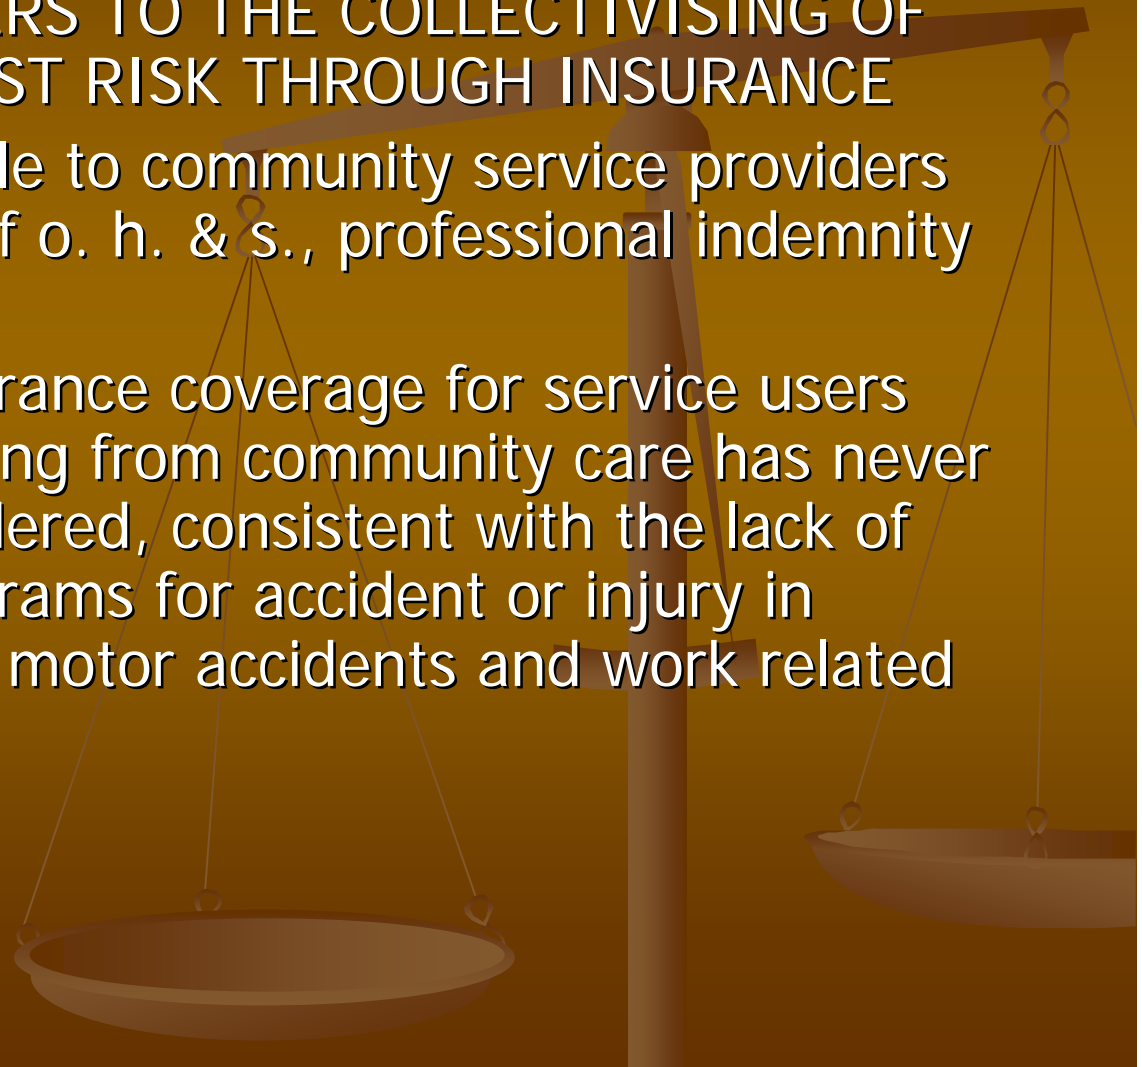 RS TO THE COLLECTIVISING OF
ST RISK THROUGH INSURANCE
le to community service providers
f o. h. & s., professional indemnity
rance coverage for service users
ng from community care has never
lered, consistent with the lack of
rams for accident or injury in
motor accidents and work related